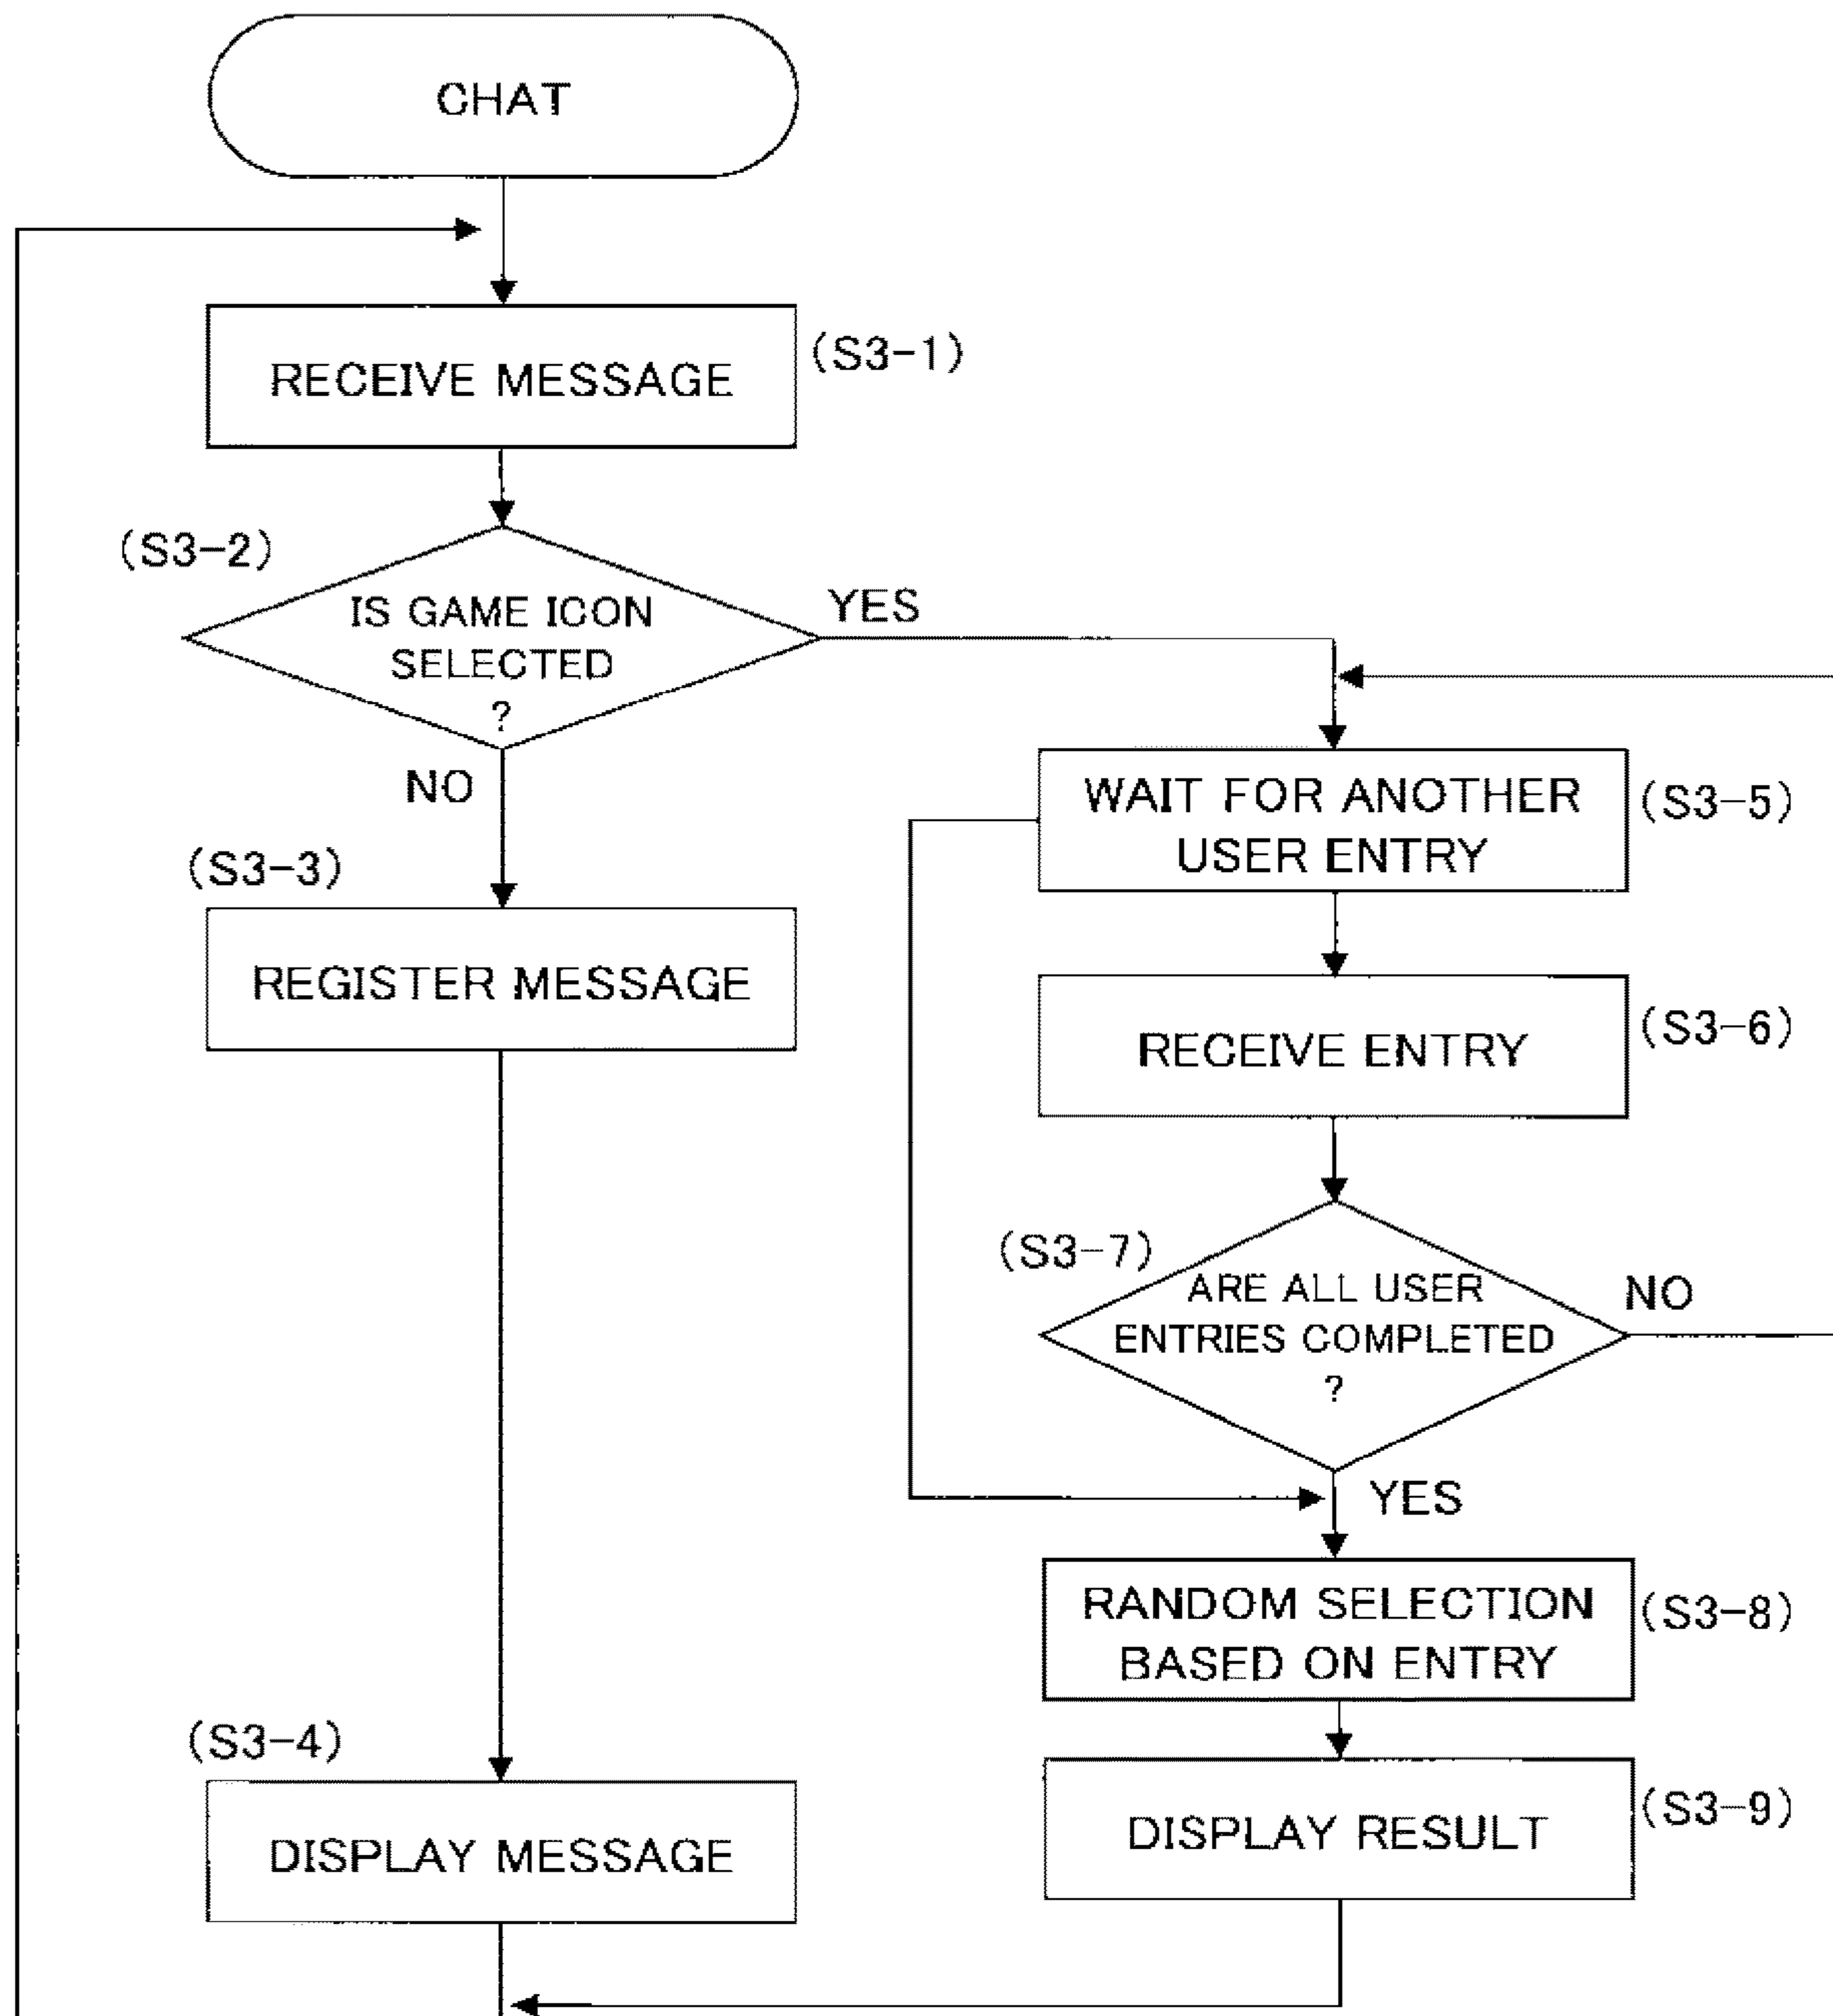 CHAT
RECEIVE MESSAGE
(S3-1)
(S3-2)
IS GAME ICON
SELECTED
?
YES
NO
(S3-3)
REGISTER MESSAGE
(S3-4)
DISPLAY MESSAGE
WAIT FOR ANOTHER
USER ENTRY
(S3-5)
RECEIVE ENTRY
(S3-6)
(S3-7)
ARE ALL USER
ENTRIES COMPLETED
?
NO
YES
RANDOM SELECTION
BASED ON ENTRY
(S3-8)
DISPLAY RESULT
(S3-9)